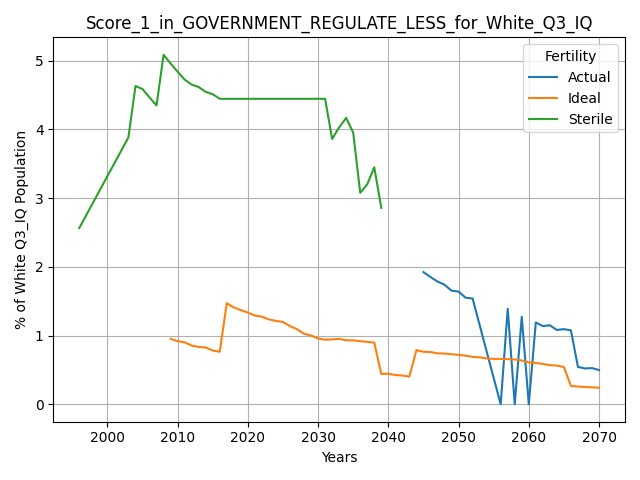 Score_1_in_GOVERNMENT_REGULATE_LESS_for_White_Q3_IQ
Fertility
Actual
Ideal
Sterile
% of White Q3_IQ Population
5
4
3
2
1
0
2000 2010 2020 2030 2040 2050 2060 2070
Years